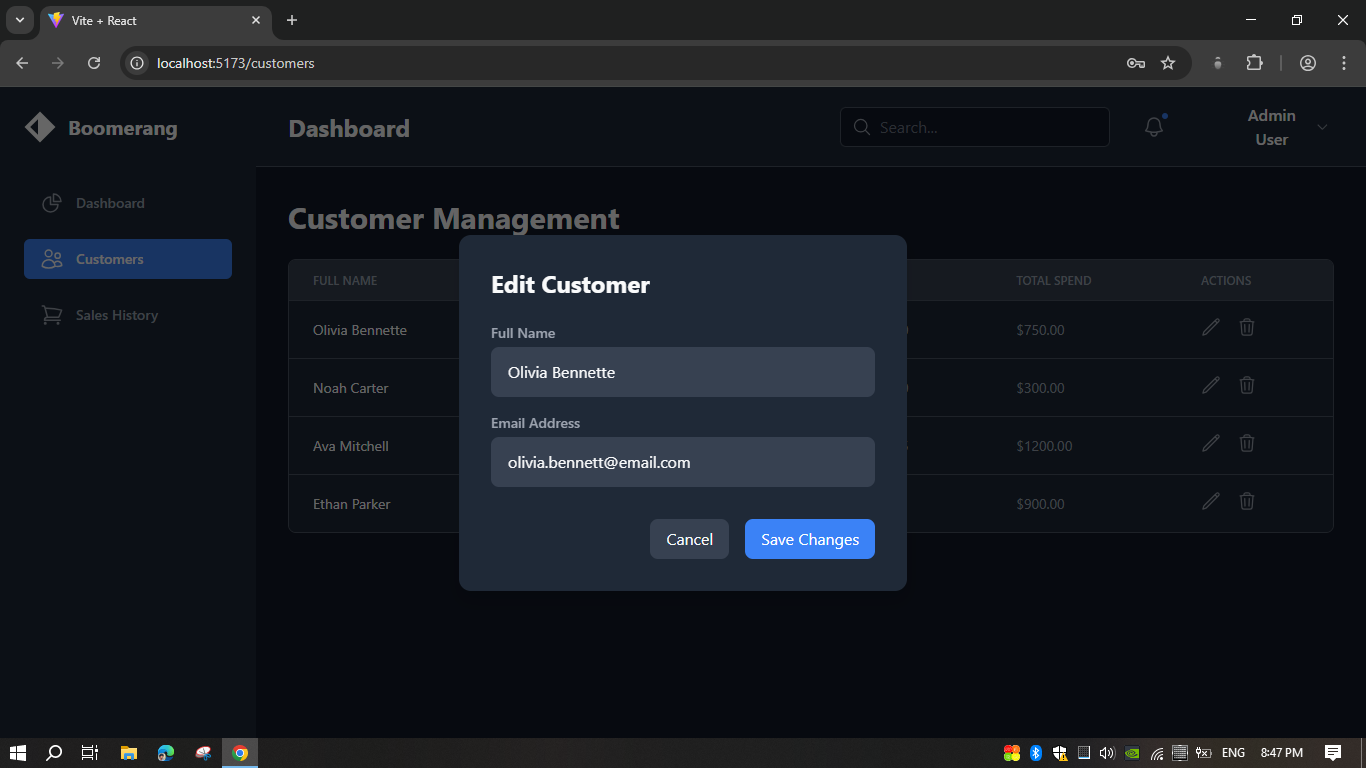 Vite + React
localhost:5173/customers
Boomerang
Dashboard
Search...
Admin
User
Dashboard
Customers
Sales History
Customer Management
FULL NAME
TOTAL SPEND
ACTIONS
Olivia Bennette
$750.00
Noah Carter
$300.00
Ava Mitchell
$1200.00
Ethan Parker
$900.00
Edit Customer
Full Name
Olivia Bennette
Email Address
olivia.bennett@email.com
Cancel
Save Changes
ENG
8:47 PM